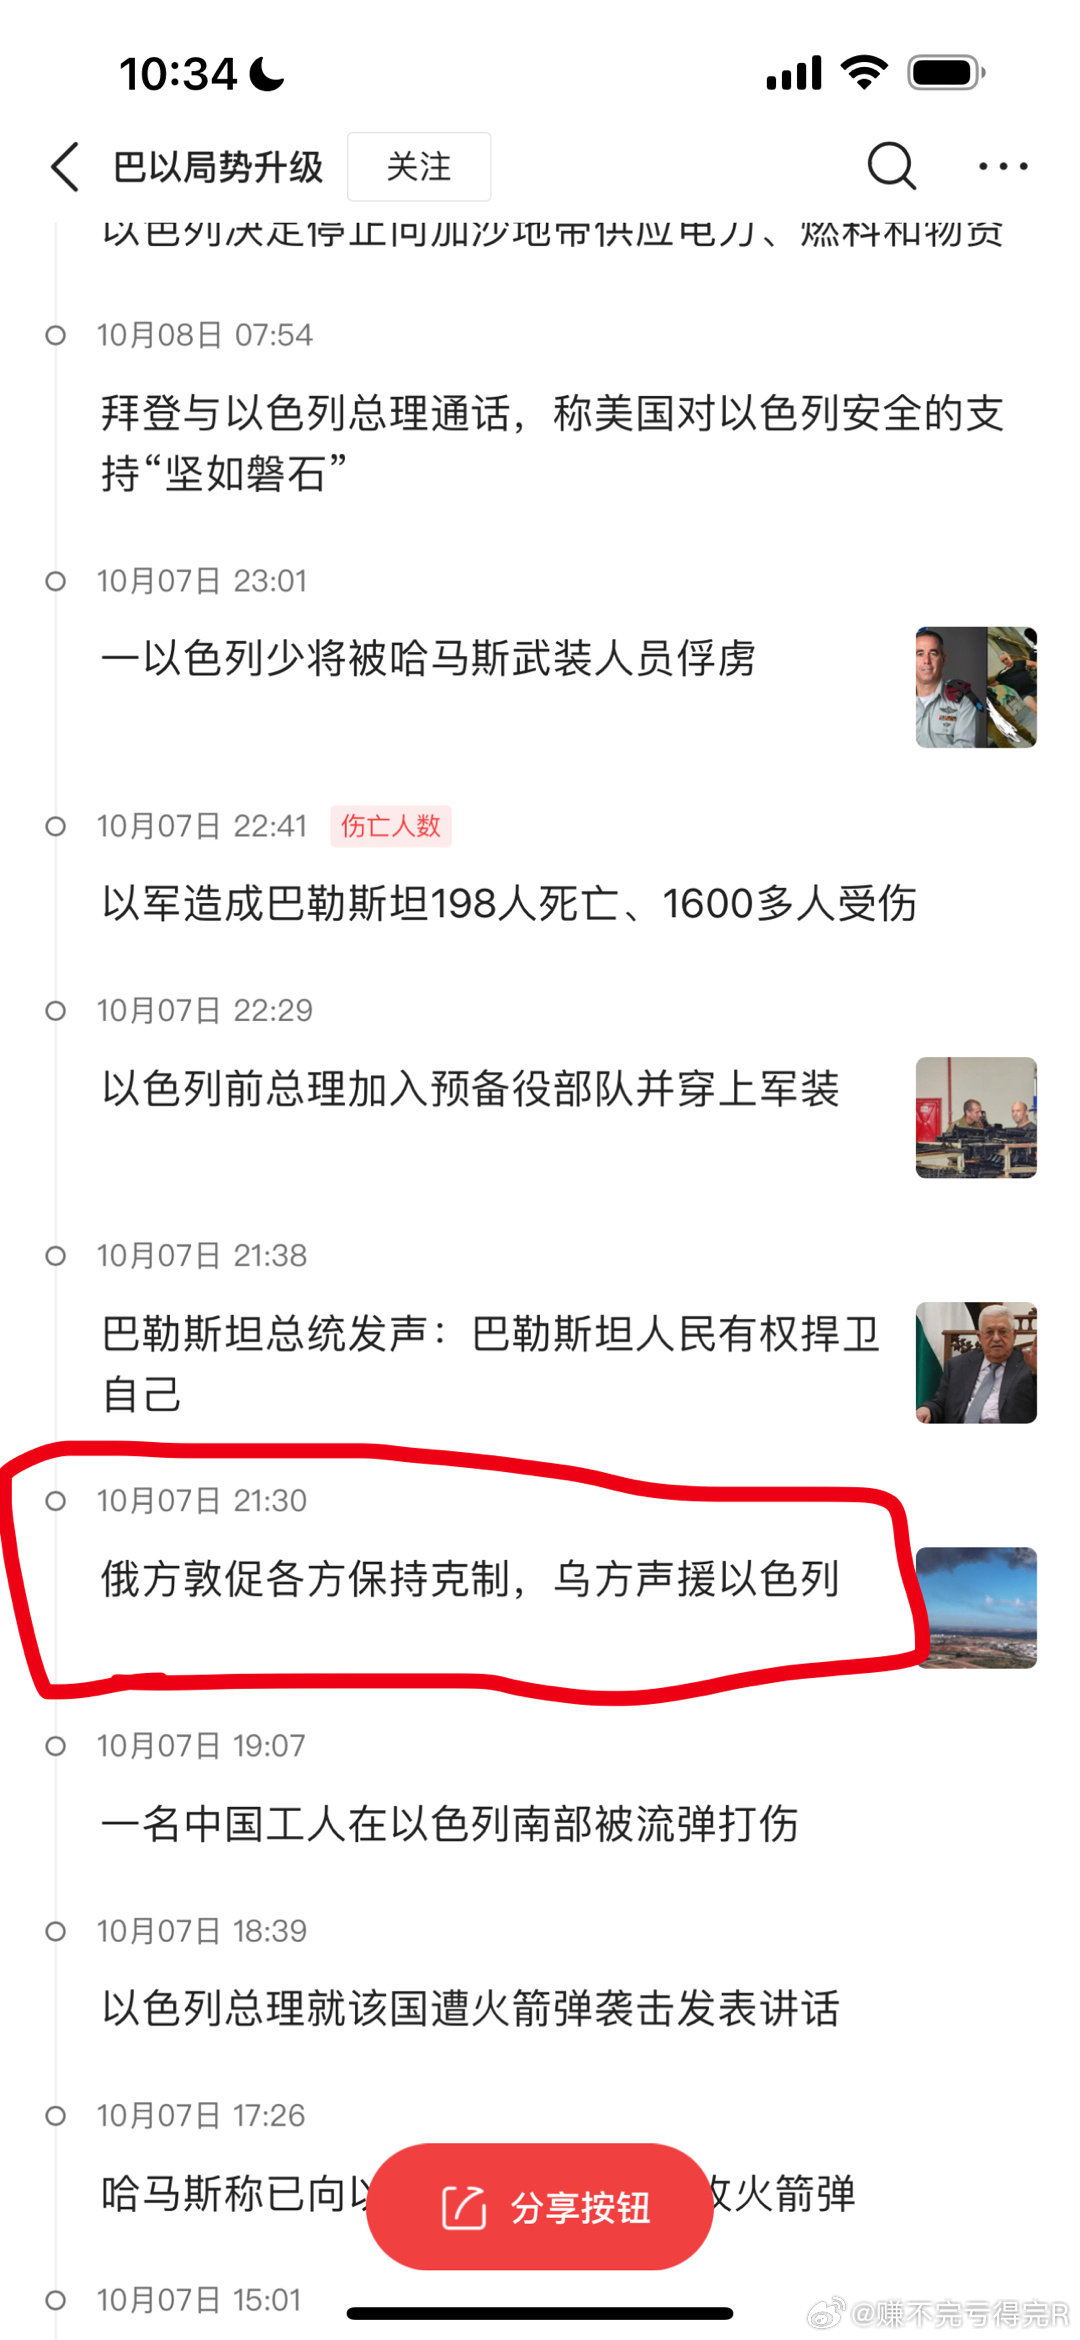 10:34
巴以局势升级 关注
以色列决定停止向加沙地带供应电力、燃料和物资
10月08日 07:54
拜登与以色列总理通话，称美国对以色列安全的支
持“坚如磐石”
10月07日 23:01
一以色列少将被哈马斯武装人员俘虏
10月07日 22:41 伤亡人数
以军造成巴勒斯坦198人死亡、1600多人受伤
10月07日 22:29
以色列前总理加入预备役部队并穿上军装
10月07日 21:38
巴勒斯坦总统发声：巴勒斯坦人民有权捍卫
自己
10月07日 21:30
俄方敦促各方保持克制，乌方声援以色列
10月07日 19:07
一名中国工人在以色列南部被流弹打伤
10月07日 18:39
以色列总理就该国遭火箭弹袭击发表讲话
10月07日 17:26
哈马斯称已向 火箭弹
分享按钮
10月07日 15:01
@赚不完亏得完R